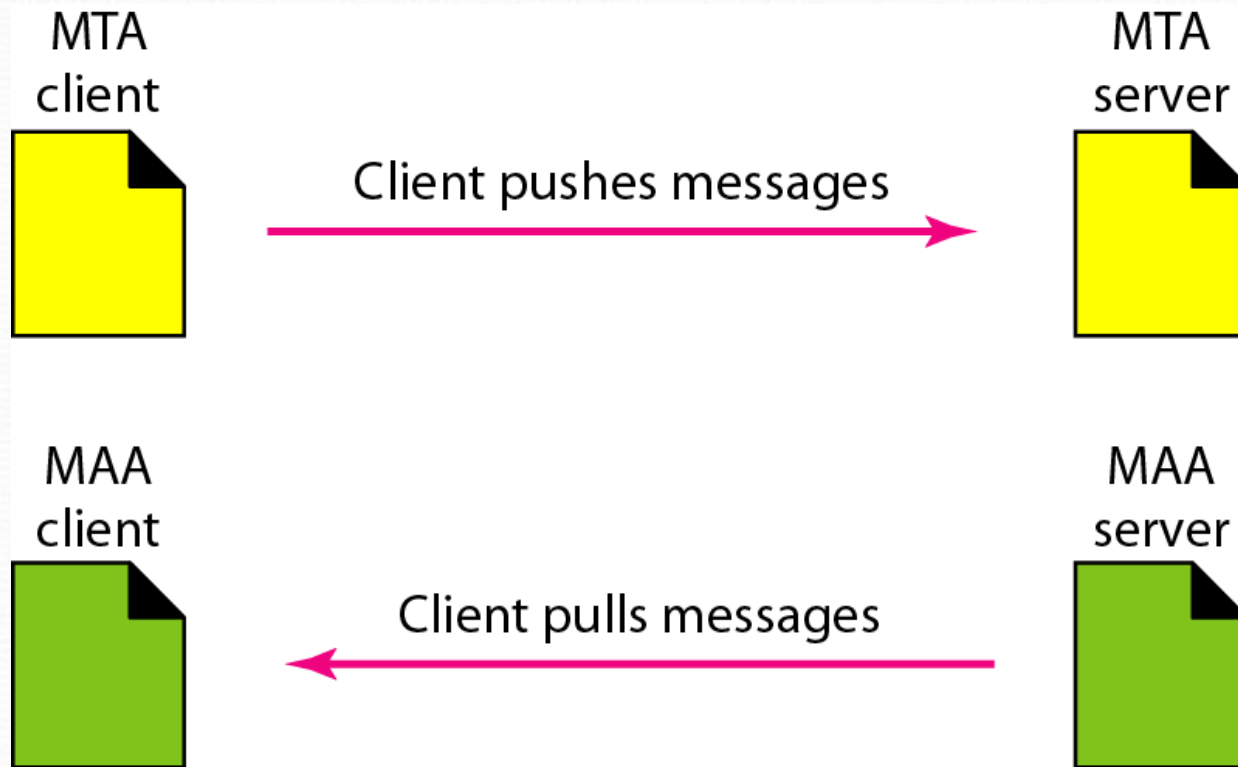 MTA
client
MTA
server
Client pushes messages
MAA
client
MAA
server
Client pulls messages